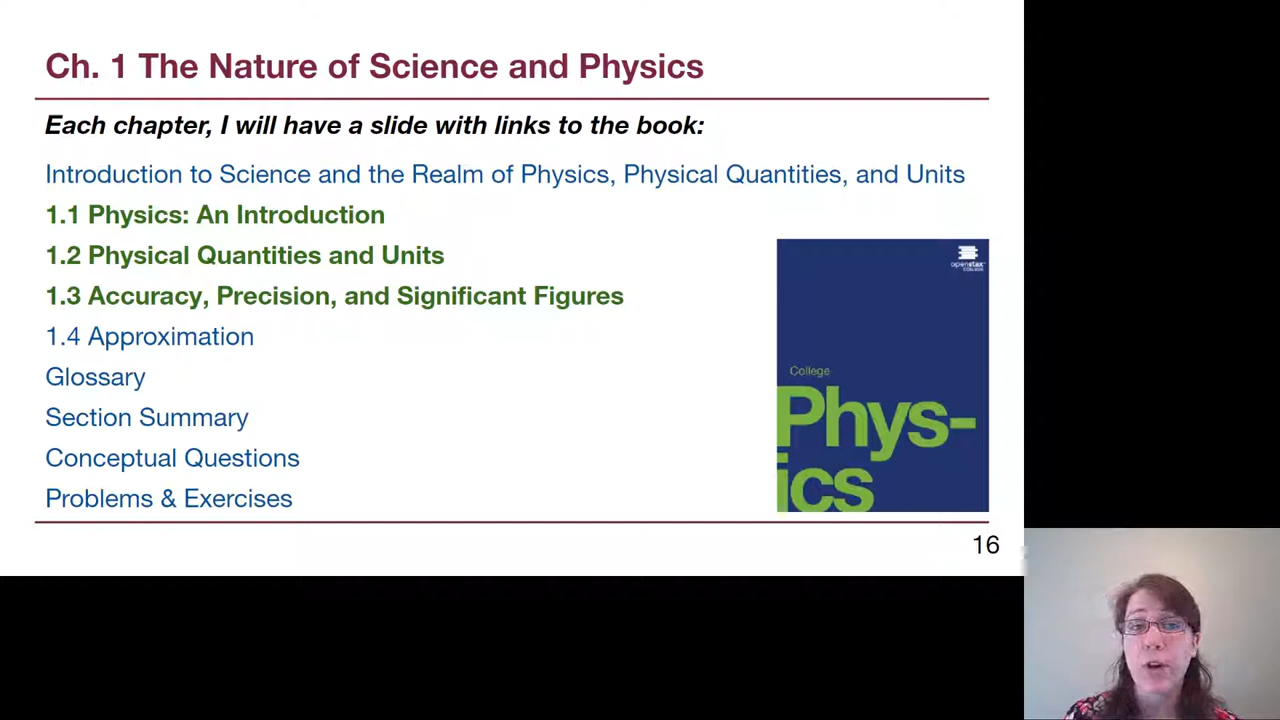 Ch. 1 The Nature of Science and Physics
Each chapter, I will have a slide with links to the book:
Introduction to Science and the Realm of Physics, Physical Quantities, and Units
1.1 Physics: An Introduction
1.2 Physical Quantities and Units
1.3 Accuracy, Precision, and Significant Figures
1.4 Approximation
Glossary
Section Summary
Conceptual Questions
Problems & Exercises
openstax
COLLEGE
College
Phys-
ics
16